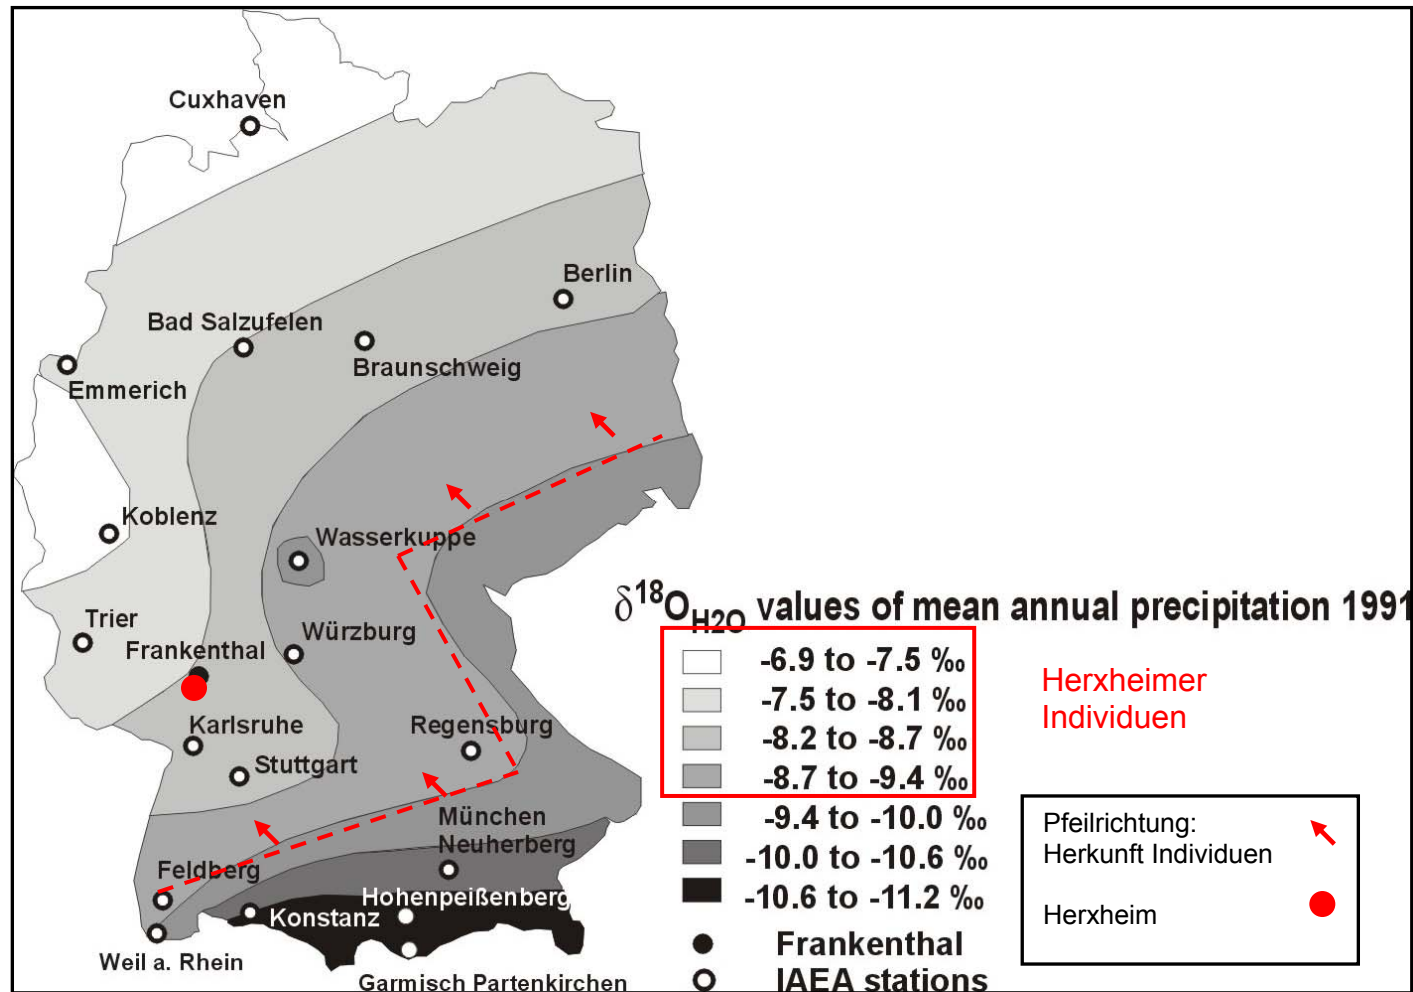 Cuxhaven
Berlin
Bad Salzufelen
Braunschweig
Emmerich
Koblenz
Wasserkuppe
Trier
Würzburg
Frankenthal
Karlsruhe
Regensburg
Stuttgart
München
Neuherberg
Feldberg
Hohenpeißenberg
Konstanz
Weil a. Rhein
Garmisch Partenkirchen
δ18OH2O values of mean annual precipitation 1991
-6.9 to -7.5 ‰
-7.5 to -8.1 ‰
-8.2 to -8.7 ‰
-8.7 to -9.4 ‰
-9.4 to -10.0 ‰
-10.0 to -10.6 ‰
-10.6 to -11.2 ‰
Frankenthal
IAEA stations
Herxheimer
Individuen
Pfeilrichtung:
Herkunft Individuen
Herxheim